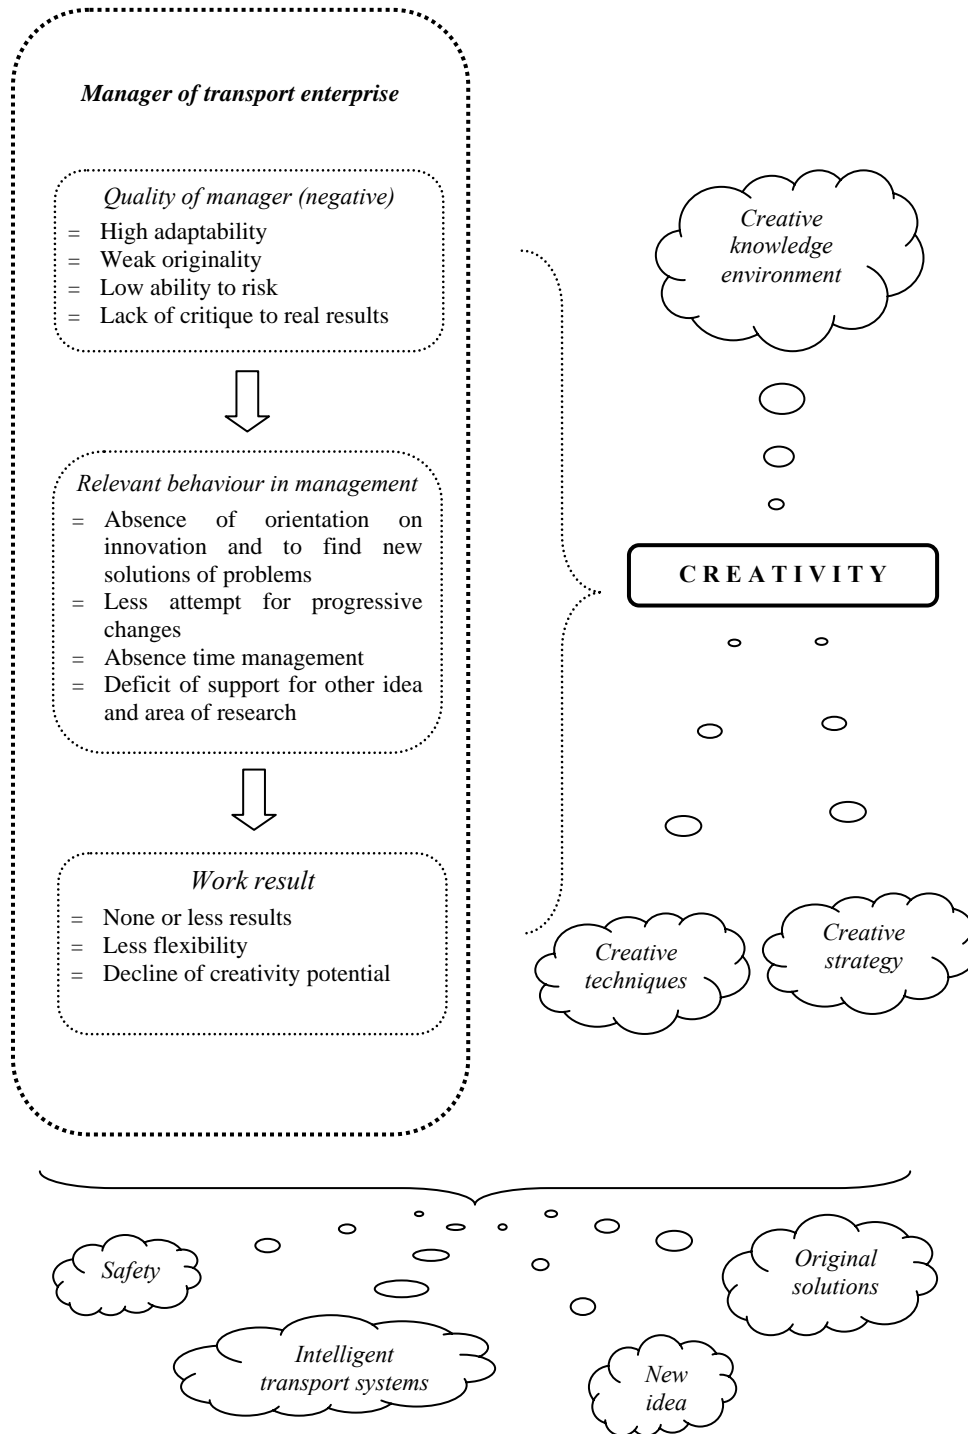 Manager of transport enterprise
Quality of manager (negative)
= High adaptability
= Weak originality
= Low ability to risk
= Lack of critique to real results
Relevant behaviour in management
= Absence of orientation on
innovation and to find new
solutions of problems
= Less attempt for progressive
changes
= Absence time management
= Deficit of support for other idea
and area of research
Work result
= None or less results
= Less flexibility
= Decline of creativity potential
Creative
knowledge
environment
CREATIVITY
Creative
techniques
Creative
strategy
Safety
Intelligent
transport systems
New
idea
Original
solutions